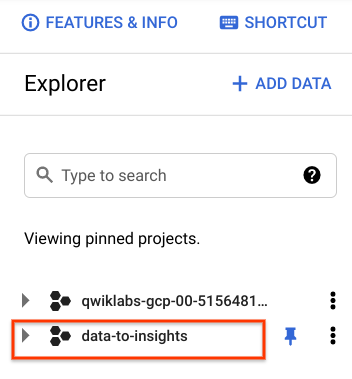 FEATURES & INFO SHORTCUT
Explorer ADD DATA
Type to search
Viewing pinned projects.
qwiklabs-gcp-00-5156481...
data-to-insights